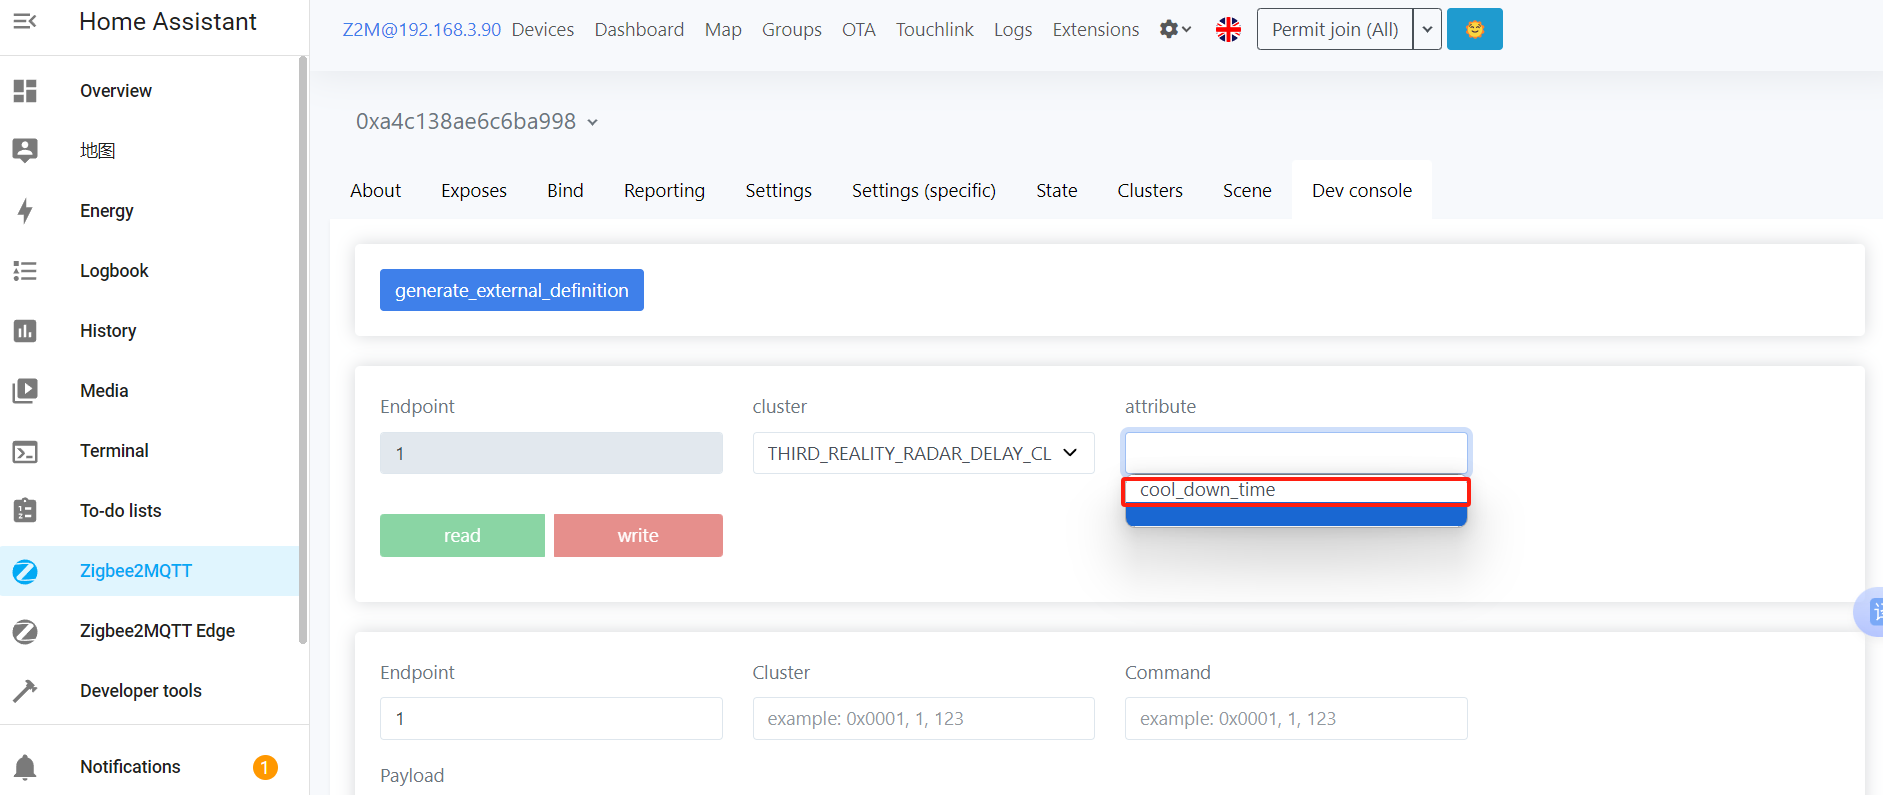 Home Assistant
Overview
地图
Energy
Logbook
History
Media
Terminal
To-do lists
Zigbee2MQTT
Zigbee2MQTT Edge
Developer tools
Notifications 1
Z2M@192.168.3.90 Devices Dashboard Map Groups OTA Touchlink Logs Extensions Permit join (All)
0xa4c138ae6c6ba998
About Exposes Bind Reporting Settings Settings (specific) State Clusters Scene Dev console
generate_external_definition
Endpoint cluster attribute
1 THIRD_REALITY_RADAR_DELAY_CL
cool_down_time
read write
Endpoint Cluster Command
1 example: 0x0001, 1, 123 example: 0x0001, 1, 123
Payload